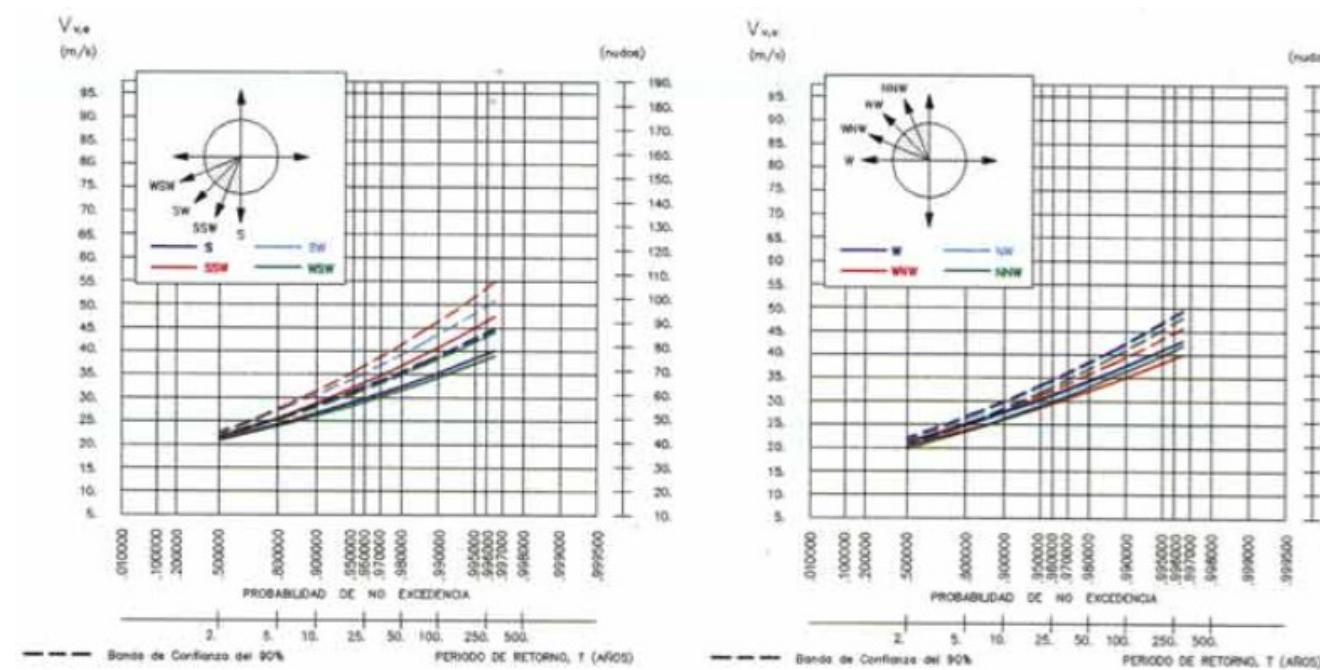 Vv,e
(m/s)
(nudos)
95.
90.
85.
80.
75.
70.
65.
60.
55.
50.
45.
40.
35.
30.
25.
20.
15.
10.
5.
190.
180.
170.
160.
150.
140.
130.
120.
110.
100.
90.
80.
70.
60.
50.
40.
30.
20.
10.
WSW
SW
SSW
S
S SW
SSW WSW
.010000 .100000 .200000 .500000 .800000 .900000 .950000 .960000 .970000 .980000 .990000 .995000 .996000 .997000 .998000 .999000 .999500
PROBABILIDAD DE NO EXCEDENCIA
2. 5. 10. 25. 50. 100. 250. 500.
Banda de Confianza del 90% PERIODO DE RETORNO, T (AÑOS)
(m/s)
95.
90.
85.
80.
75.
70.
65.
60.
55.
50.
45.
40.
35.
30.
25.
20.
15.
10.
5.
NNW
NW
WNW
W
W NW
WNW NNW
.010000 .100000 .200000 .500000 .800000 .900000 .950000 .960000 .970000 .980000 .990000 .995000 .996000 .997000 .998000 .999000 .999500
PROBABILIDAD DE NO EXCEDENCIA
2. 5. 10. 25. 50. 100. 250. 500.
Banda de Confianza del 90% PERIODO DE RETORNO, T (AÑOS)